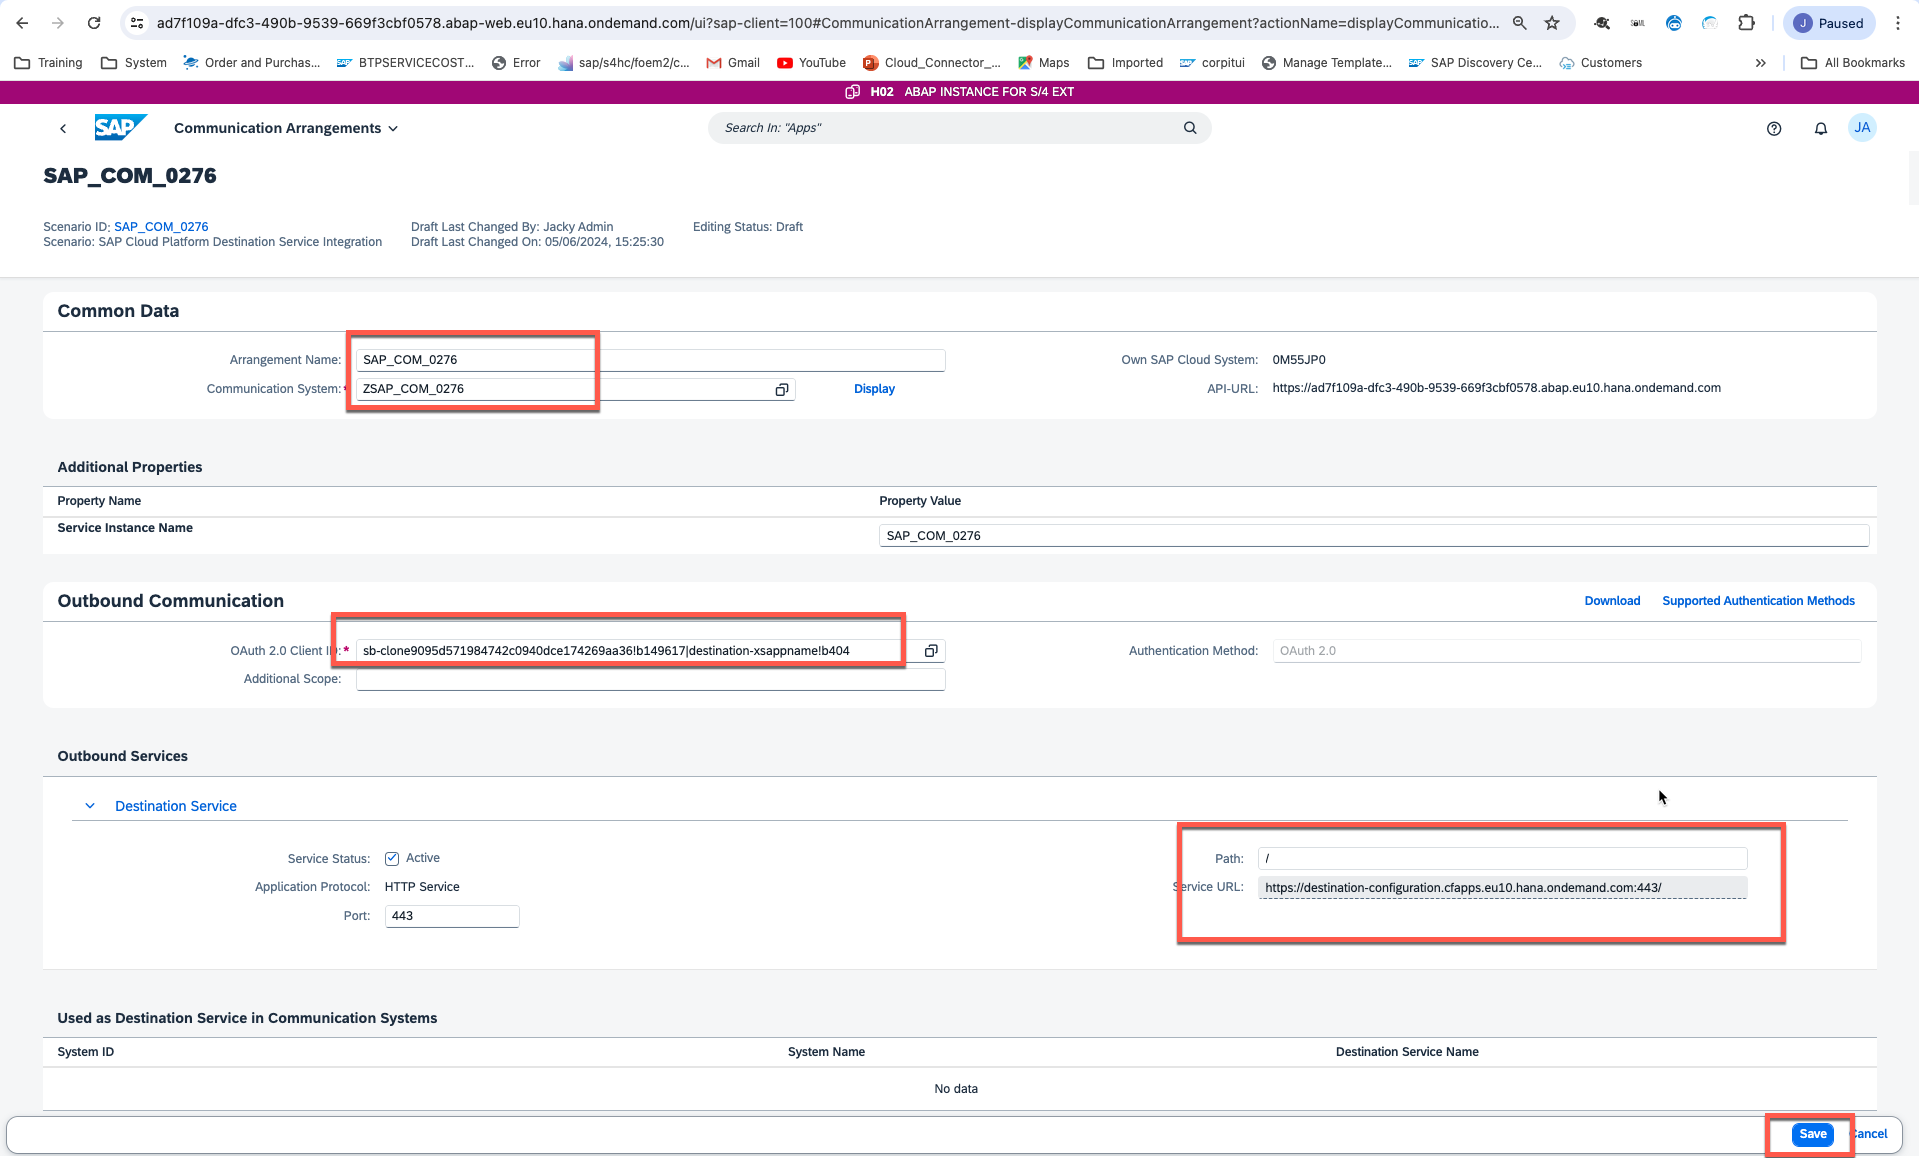 ad7f109a-dfc3-490b-9539-669f3cbf0578.abap-web.eu10.hana.ondemand.com/ui?sap-client=100#CommunicationArrangement-displayCommunicationArrangement?actionName=displayCommunicatio...
J Paused
Training System Order and Purchas... SAP BTPSERVICECOST... Error sap/s4hc/foem2/c... Gmail YouTube Cloud_Connector_... Maps Imported SAP corpitui Manage Template... SAP SAP Discovery Ce... Customers » All Bookmarks
H02 ABAP INSTANCE FOR S/4 EXT
SAP Communication Arrangements Search In: "Apps" JA
SAP_COM_0276
Scenario ID: SAP_COM_0276 Draft Last Changed By: Jacky Admin Editing Status: Draft
Scenario: SAP Cloud Platform Destination Service Integration Draft Last Changed On: 05/06/2024, 15:25:30
Common Data
Arrangement Name: SAP_COM_0276 Own SAP Cloud System: 0M55JP0
Communication System:* ZSAP_COM_0276 Display API-URL: https://ad7f109a-dfc3-490b-9539-669f3cbf0578.abap.eu10.hana.ondemand.com
Additional Properties
Property Name Property Value
Service Instance Name SAP_COM_0276
Outbound Communication Download Supported Authentication Methods
OAuth 2.0 Client ID:* sb-clone9095d571984742c0940dce174269aa36!b149617|destination-xsappname!b404 Authentication Method: OAuth 2.0
Additional Scope:
Outbound Services
Destination Service
Service Status: Active Path: /
Application Protocol: HTTP Service Service URL: https://destination-configuration.cfapps.eu10.hana.ondemand.com:443/
Port: 443
Used as Destination Service in Communication Systems
System ID System Name Destination Service Name
No data
Save Cancel